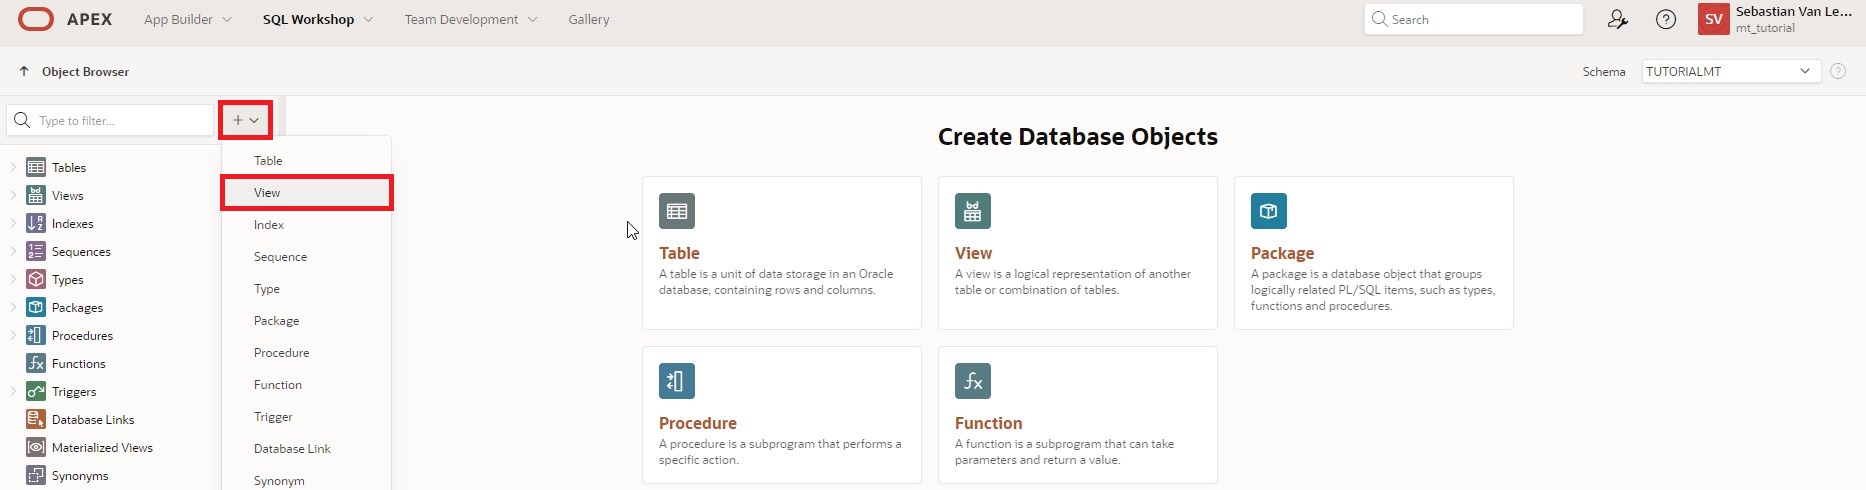 APEX
App Builder
SQL Workshop
Team Development
Gallery
Search
SV
Sebastian Van Le...
mt_tutorial
Object Browser
Schema
TUTORIALMT
Type to filter...
Tables
Views
Indexes
Sequences
Types
Packages
Procedures
Functions
Triggers
Database Links
Materialized Views
Synonyms
Table
View
Index
Sequence
Type
Package
Procedure
Function
Trigger
Database Link
Synonym
Create Database Objects
Table
A table is a unit of data storage in an Oracle
database, containing rows and columns.
View
A view is a logical representation of another
table or combination of tables.
Package
A package is a database object that groups
logically related PL/SQL items, such as types,
functions and procedures.
Procedure
A procedure is a subprogram that performs a
specific action.
Function
A function is a subprogram that can take
parameters and return a value.